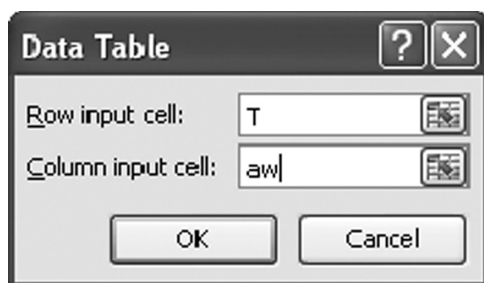 Data Table
Row input cell: T
Column input cell: aw
OK Cancel